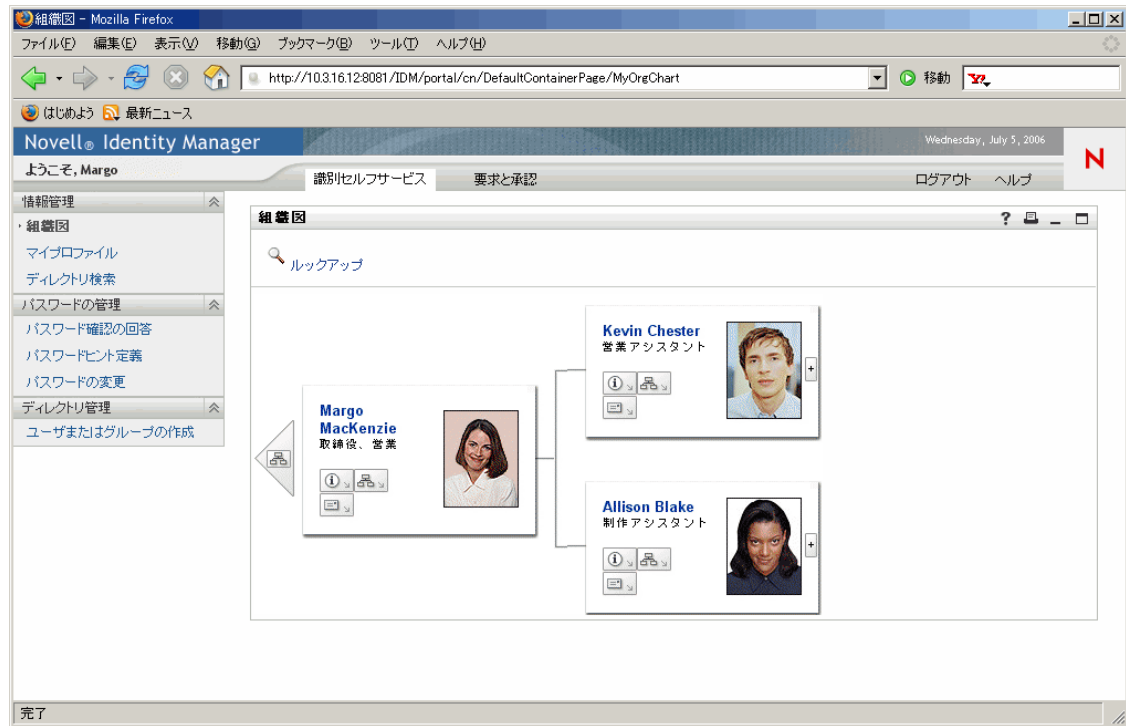 組織図 - Mozilla Firefox
ファイル(F) 編集(E) 表示(V) 移動(G) ブックマーク(B) ツール(T) ヘルプ(H)
http://10.3.16.12:8081/IDM/portal/cn/DefaultContainerPage/MyOrgChart
移動
はじめよう 最新ニュース
Novell® Identity Manager
Wednesday, July 5, 2006
N
ようこそ, Margo
識別セルフサービス 要求と承認
ログアウト ヘルプ
情報管理
組織図
マイプロファイル
ディレクトリ検索
パスワードの管理
パスワード確認の回答
パスワードヒント定義
パスワードの変更
ディレクトリ管理
ユーザまたはグループの作成
組織図
?
ルックアップ
Margo
MacKenzie
取締役、営業
Kevin Chester
営業アシスタント
+
Allison Blake
制作アシスタント
+
完了